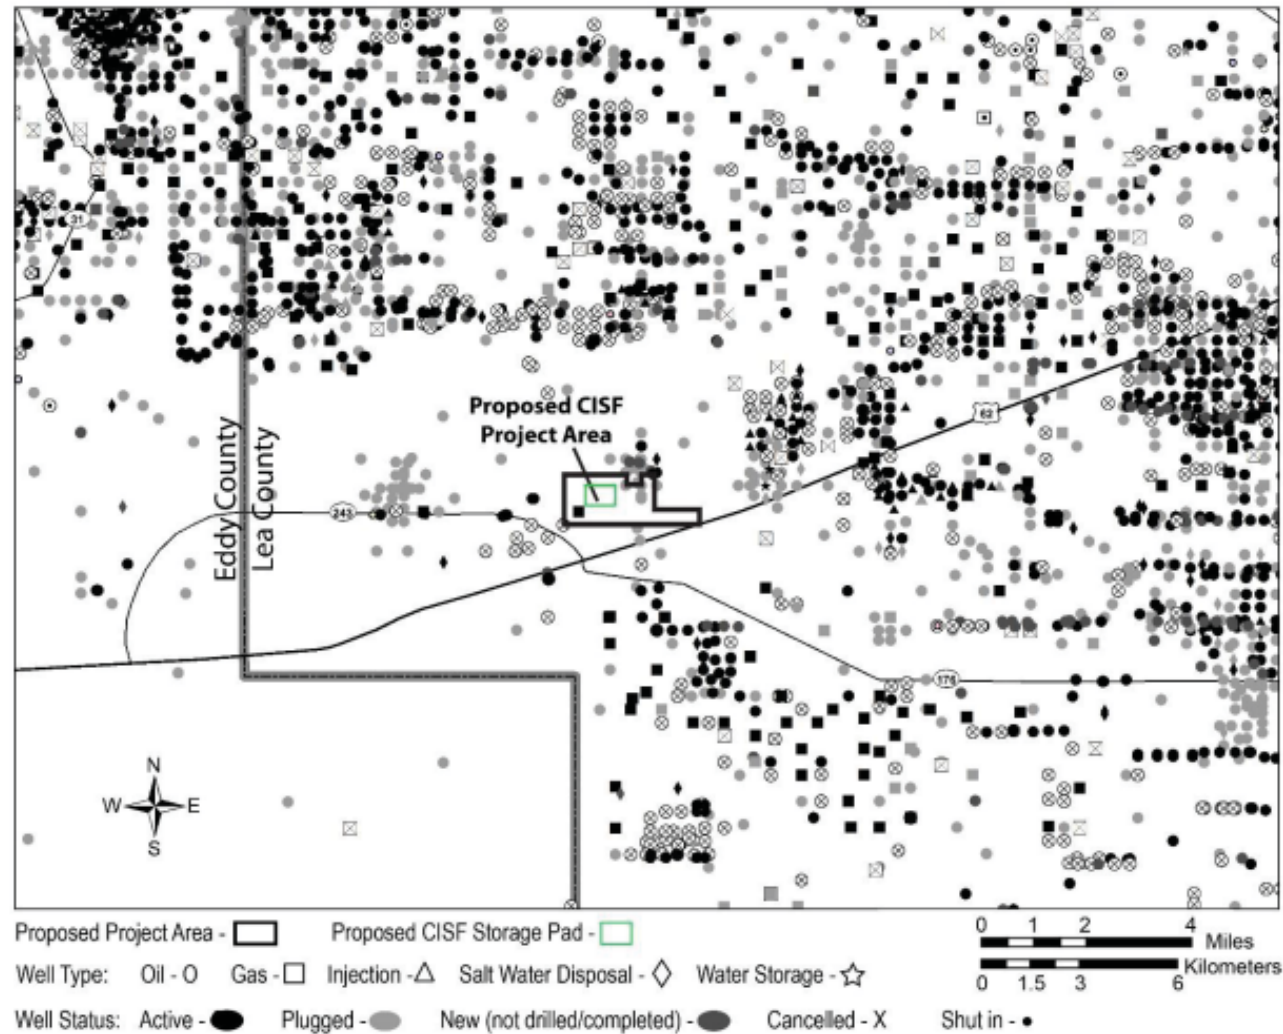 31
62
Proposed CISF
Project Area
Eddy County
Lea County
243
176
N
W E
S
Proposed Project Area - Proposed CISF Storage Pad -
0 1 2 4
Miles
Kilometers
0 1.5 3 6
Well Type: Oil - O Gas - Injection - Salt Water Disposal - Water Storage -
Well Status: Active - Plugged - New (not drilled/completed) - Cancelled - X Shut in -